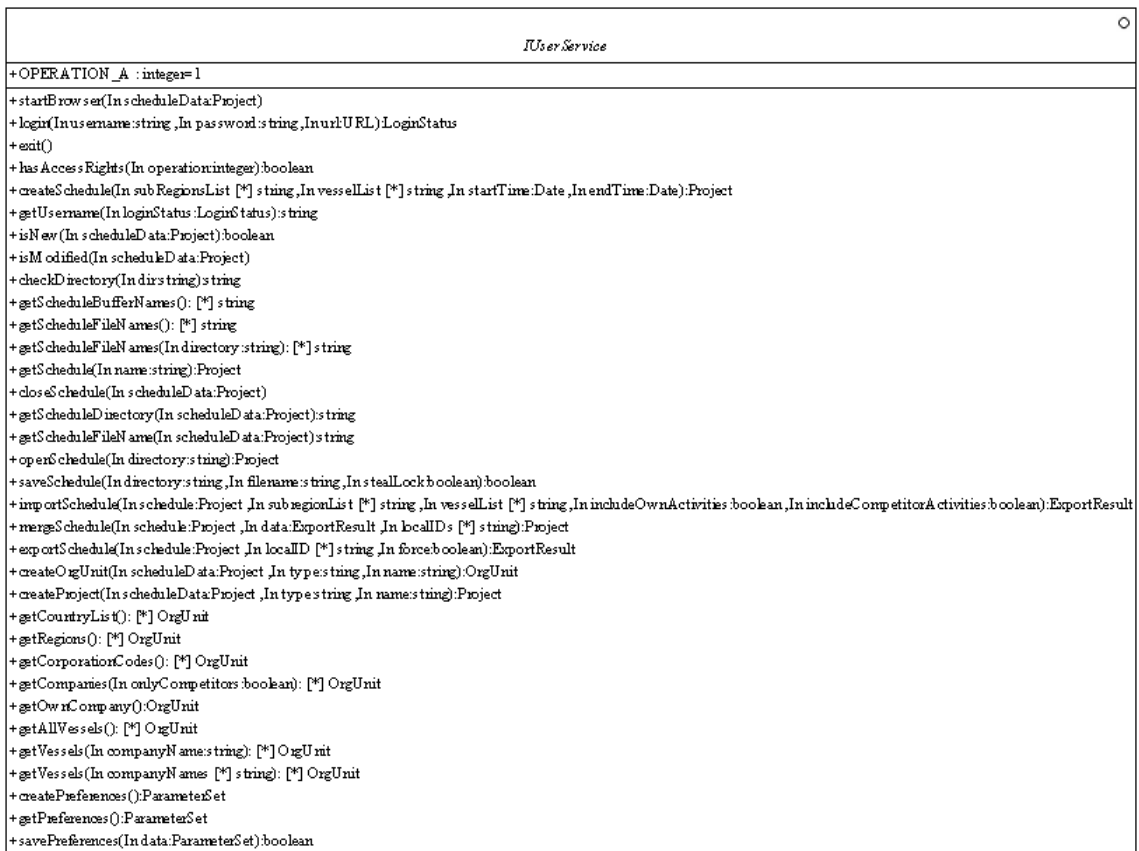 IUserService
+OPERATION_A : integer=1
+startBrowser(In scheduleData:Project)
+login(In username:string ,In password:string,In url:URL):LoginStatus
+exit()
+hasAccessRights(In operation:integer):boolean
+createSchedule(In subRegionsList [*] string ,In vesselList [*] string ,In startTime:Date ,In endTime:Date):Project
+getUsername(In loginStatus:LoginStatus):string
+isNew(In scheduleData:Project):boolean
+isModified(In scheduleData:Project)
+checkDirectory(In dir:string):string
+getScheduleBufferNames(): [*] string
+getScheduleFileNames(): [*] string
+getScheduleFileNames(In directory:string): [*] string
+getSchedule(In name:string):Project
+closeSchedule(In scheduleData:Project)
+getScheduleDirectory(In scheduleData:Project):string
+getScheduleFileName(In scheduleData:Project):string
+openSchedule(In directory:string):Project
+saveSchedule(In directory:string,In filename:string,In stealLock:boolean):boolean
+importSchedule(In schedule:Project ,In subregionList [*] string ,In vesselList [*] string,In includeOwnActivities:boolean,In includeCompetitorActivities:boolean):ExportResult
+mergeSchedule(In schedule:Project ,In data:ExportResult ,In localIDs [*] string):Project
+exportSchedule(In schedule:Project ,In localID [*] string ,In force:boolean):ExportResult
+createOrgUnit(In scheduleData:Project ,In type:string,In name:string):OrgUnit
+createProject(In scheduleData:Project ,In type:string ,In name:string):Project
+getCountryList(): [*] OrgUnit
+getRegions(): [*] OrgUnit
+getCorporationCodes(): [*] OrgUnit
+getCompanies(In onlyCompetitors:boolean): [*] OrgUnit
+getOwnCompany():OrgUnit
+getAllVessels(): [*] OrgUnit
+getVessels(In companyName:string): [*] OrgUnit
+getVessels(In companyNames [*] string): [*] OrgUnit
+createPreferences():ParameterSet
+getPreferences():ParameterSet
+savePreferences(In data:ParameterSet):boolean